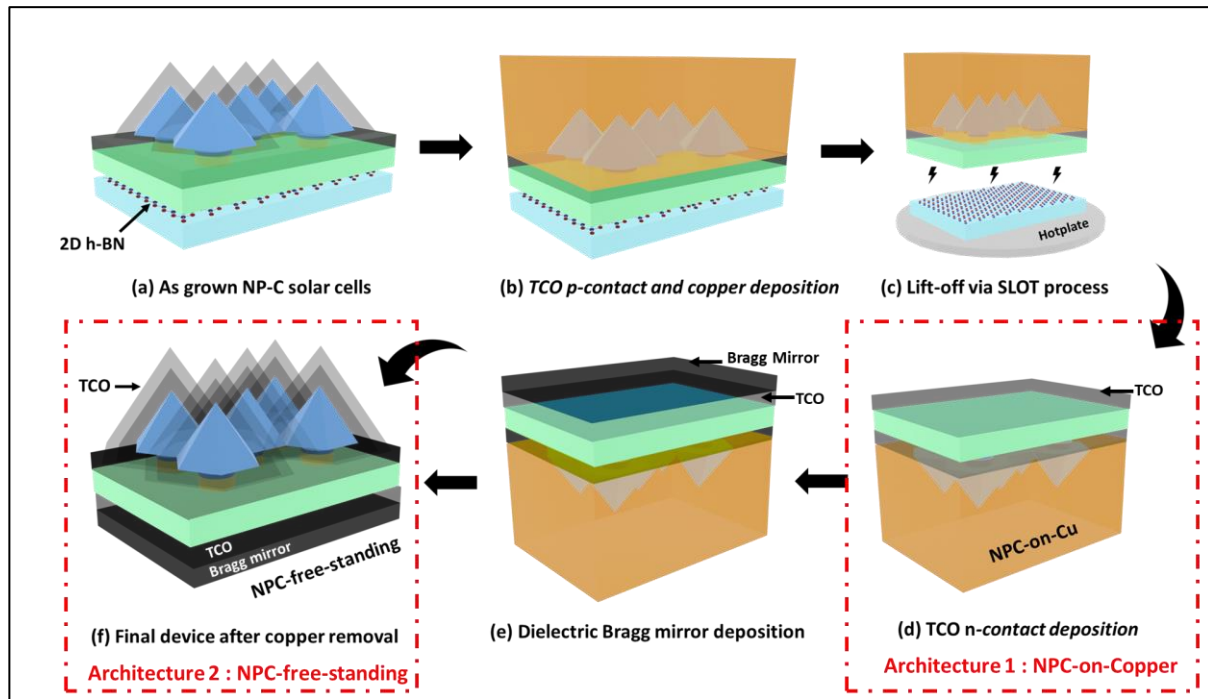 2D h-BN
(a) As grown NP-C solar cells
(b) TCO p-contact and copper deposition
Hotplate
(c) Lift-off via SLOT process
TCO
NPC-on-Cu
(d) TCO n-contact deposition
Architecture 1 : NPC-on-Copper
Bragg Mirror
TCO
(e) Dielectric Bragg mirror deposition
TCO
TCO
Bragg mirror
NPC-free-standing
(f) Final device after copper removal
Architecture 2 : NPC-free-standing